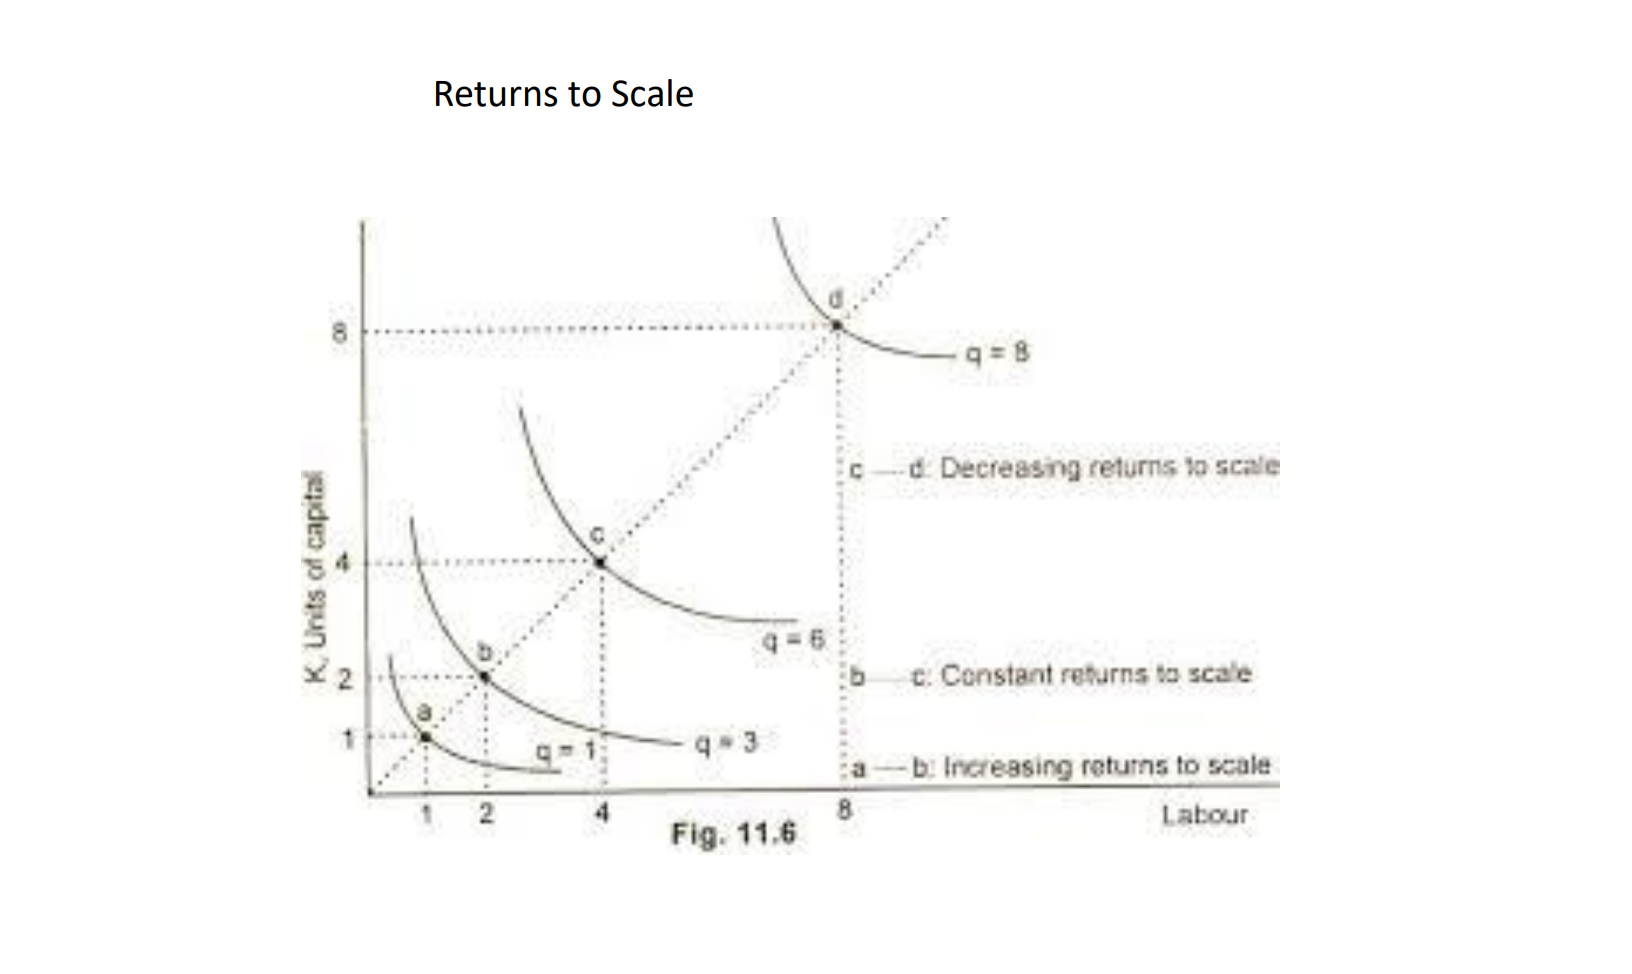 Returns to Scale
d
8
q = 8
c — d: Decreasing returns to scale
K, Units of capital
c
4
q = 6
b
b — c: Constant returns to scale
2
a
1
q = 1
q = 3
a — b: Increasing returns to scale
1 2 4 8
Labour
Fig. 11.6